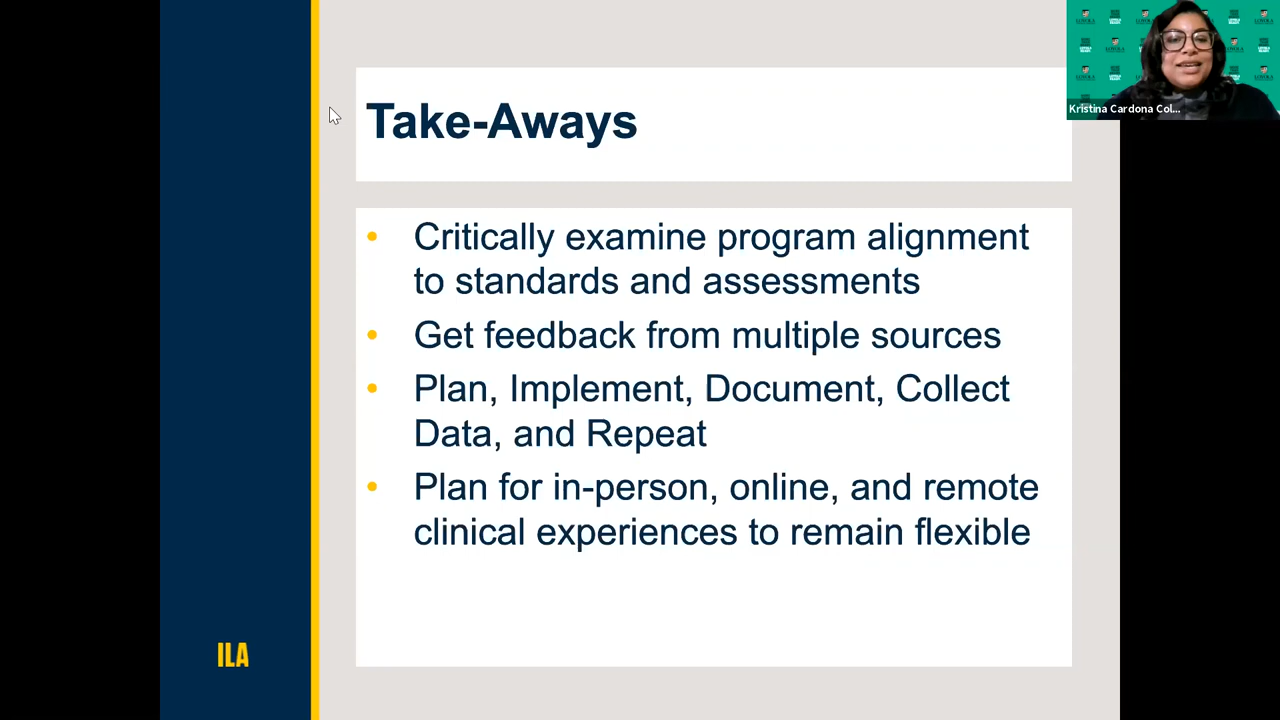 Take-Aways
Kristina Cardona Col...
• Critically examine program alignment
to standards and assessments
• Get feedback from multiple sources
• Plan, Implement, Document, Collect
Data, and Repeat
• Plan for in-person, online, and remote
clinical experiences to remain flexible
ILA